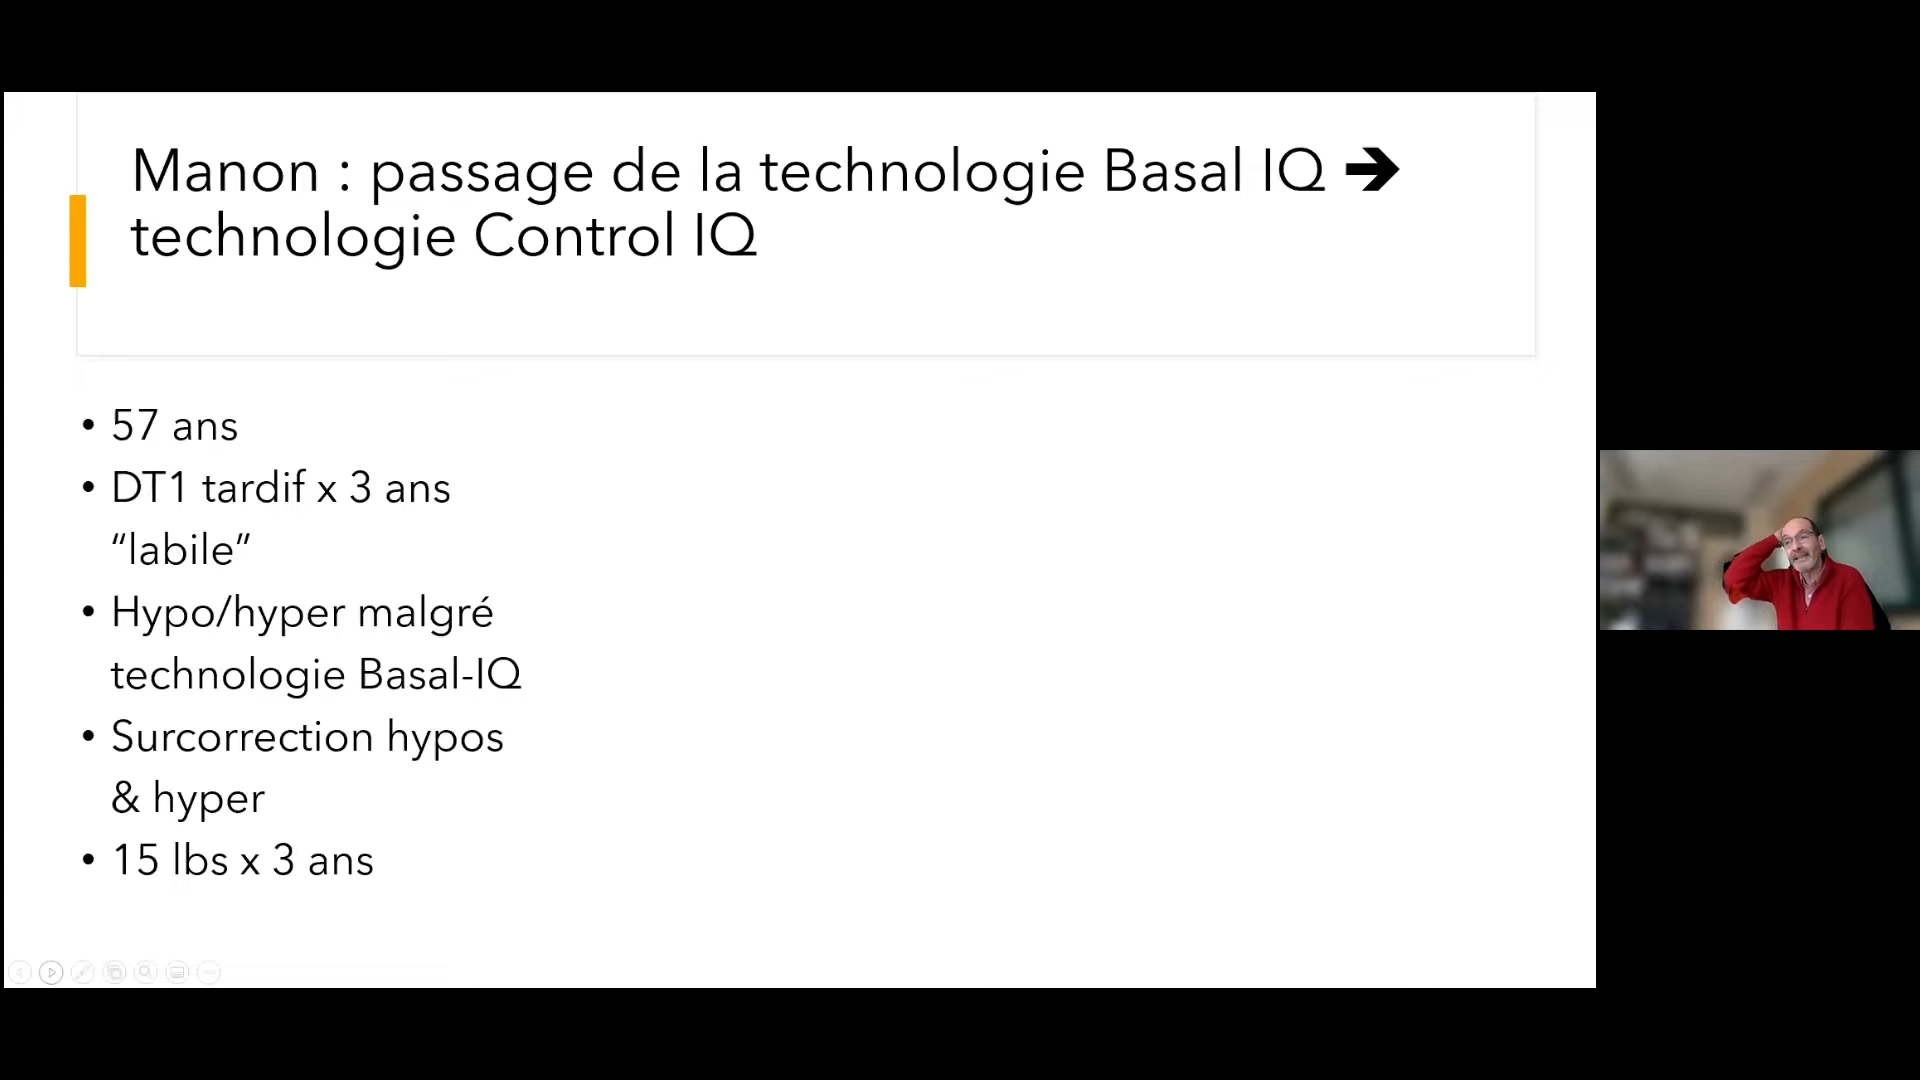 Manon : passage de la technologie Basal IQ ➔
technologie Control IQ
• 57 ans
• DT1 tardif x 3 ans
“labile”
• Hypo/hyper malgré
technologie Basal-IQ
• Surcorrection hypos
& hyper
• 15 lbs x 3 ans